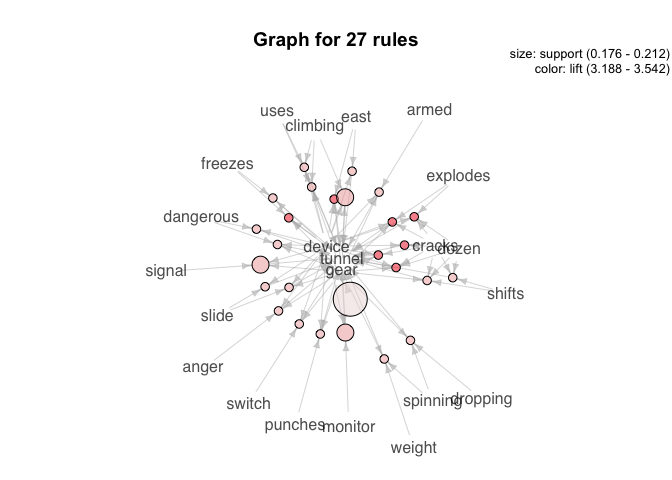 Graph for 27 rules
size: support (0.176 - 0.212)
color: lift (3.188 - 3.542)
uses
climbing
east
armed
freezes
explodes
dangerous
device
cracks
dozen
tunnel
signal
gear
shifts
slide
anger
switch
spinning
dropping
punches
monitor
weight